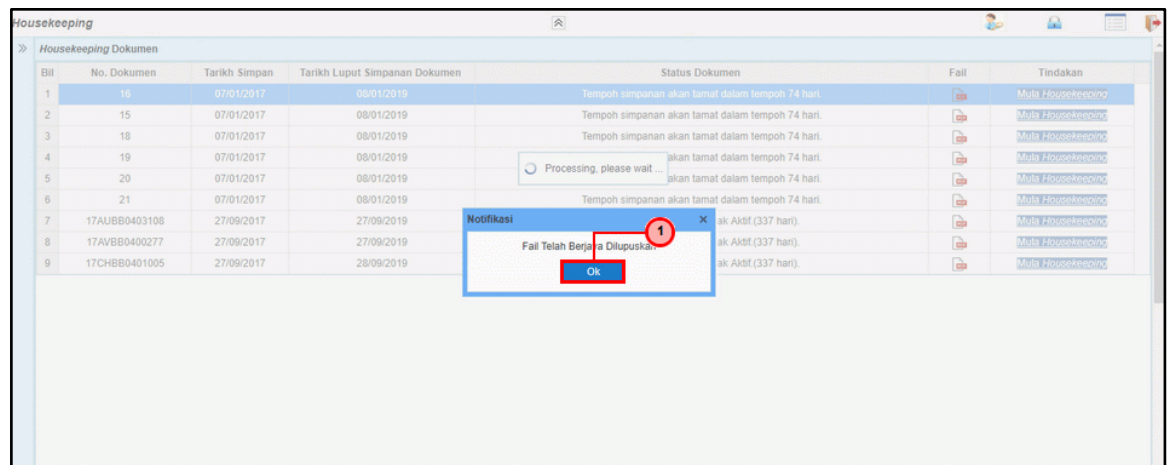 Housekeeping
Housekeeping Dokumen
Bil No. Dokumen Tarikh Simpan Tarikh Luput Simpanan Dokumen Status Dokumen Fail Tindakan
1 16 07/01/2017 08/01/2019 Tempoh simpanan akan tamat dalam tempoh 74 hari. Mula Housekeeping
2 15 07/01/2017 08/01/2019 Tempoh simpanan akan tamat dalam tempoh 74 hari. Mula Housekeeping
3 18 07/01/2017 08/01/2019 Tempoh simpanan akan tamat dalam tempoh 74 hari. Mula Housekeeping
4 19 07/01/2017 08/01/2019 akan tamat dalam tempoh 74 hari. Mula Housekeeping
Processing, please wait ...
5 20 07/01/2017 08/01/2019 akan tamat dalam tempoh 74 hari. Mula Housekeeping
6 21 07/01/2017 08/01/2019 Tempoh simpanan akan tamat dalam tempoh 74 hari. Mula Housekeeping
7 17AUBB0403108 27/09/2017 27/09/2019 ak Aktif.(337 hari). Mula Housekeeping
8 17AVBB0400277 27/09/2017 27/09/2019 ak Aktif.(337 hari). Mula Housekeeping
9 17CHBB0401005 27/09/2017 28/09/2019 ak Aktif.(337 hari). Mula Housekeeping
Notifikasi
1
Fail Telah Berjaya Dilupuskan
Ok